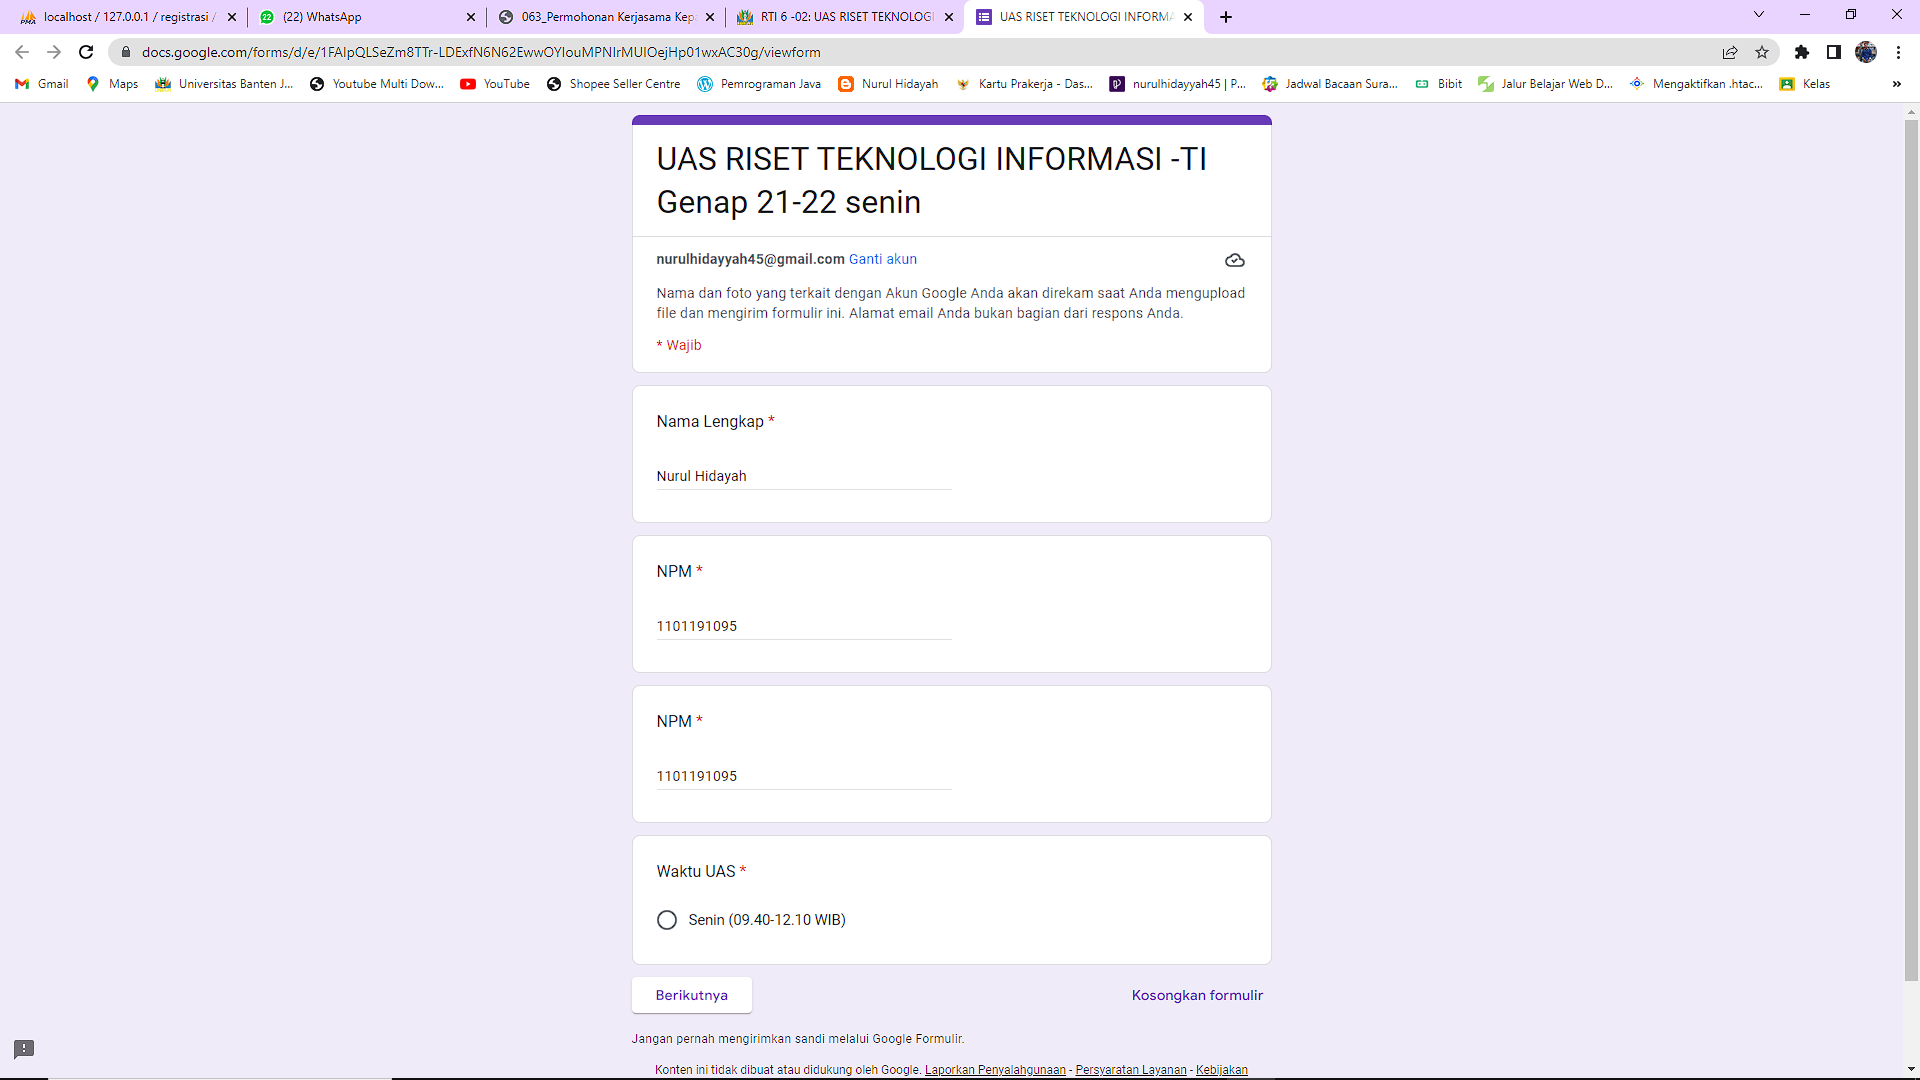 localhost / 127.0.0.1 / registrasi /
(22) WhatsApp
063_Permohonan Kerjasama Kepa
RTI 6 -02: UAS RISET TEKNOLOGI
UAS RISET TEKNOLOGI INFORMA
docs.google.com/forms/d/e/1FAIpQLSeZm8TTr-LDExfN6N62EwwOYIouMPNIrMUIOejHp01wxAC30g/viewform
Gmail
Maps
Universitas Banten J...
Youtube Multi Dow...
YouTube
Shopee Seller Centre
Pemrograman Java
Nurul Hidayah
Kartu Prakerja - Das...
nurulhidayyah45 | P...
Jadwal Bacaan Sura...
Bibit
Jalur Belajar Web D...
Mengaktifkan .htac...
Kelas
»
UAS RISET TEKNOLOGI INFORMASI -TI
Genap 21-22 senin
nurulhidayyah45@gmail.com Ganti akun
Nama dan foto yang terkait dengan Akun Google Anda akan direkam saat Anda mengupload
file dan mengirim formulir ini. Alamat email Anda bukan bagian dari respons Anda.
* Wajib
Nama Lengkap *
Nurul Hidayah
NPM *
1101191095
NPM *
1101191095
Waktu UAS *
Senin (09.40-12.10 WIB)
Berikutnya
Kosongkan formulir
Jangan pernah mengirimkan sandi melalui Google Formulir.
Konten ini tidak dibuat atau didukung oleh Google. Laporkan Penyalahgunaan - Persyaratan Layanan - Kebijakan